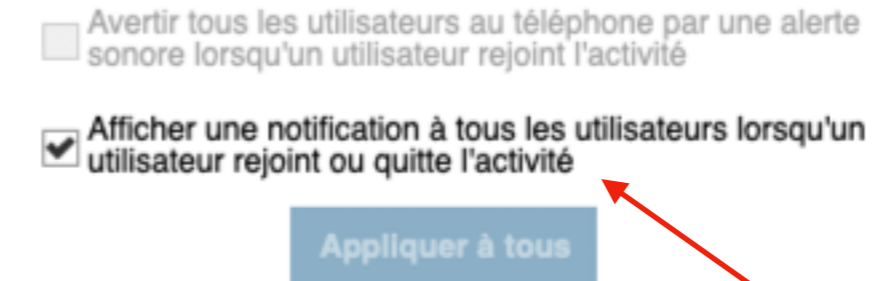 Avertir tous les utilisateurs au téléphone par une alerte
sonore lorsqu'un utilisateur rejoint l'activité
Afficher une notification à tous les utilisateurs lorsqu'un
utilisateur rejoint ou quitte l'activité
Appliquer à tous